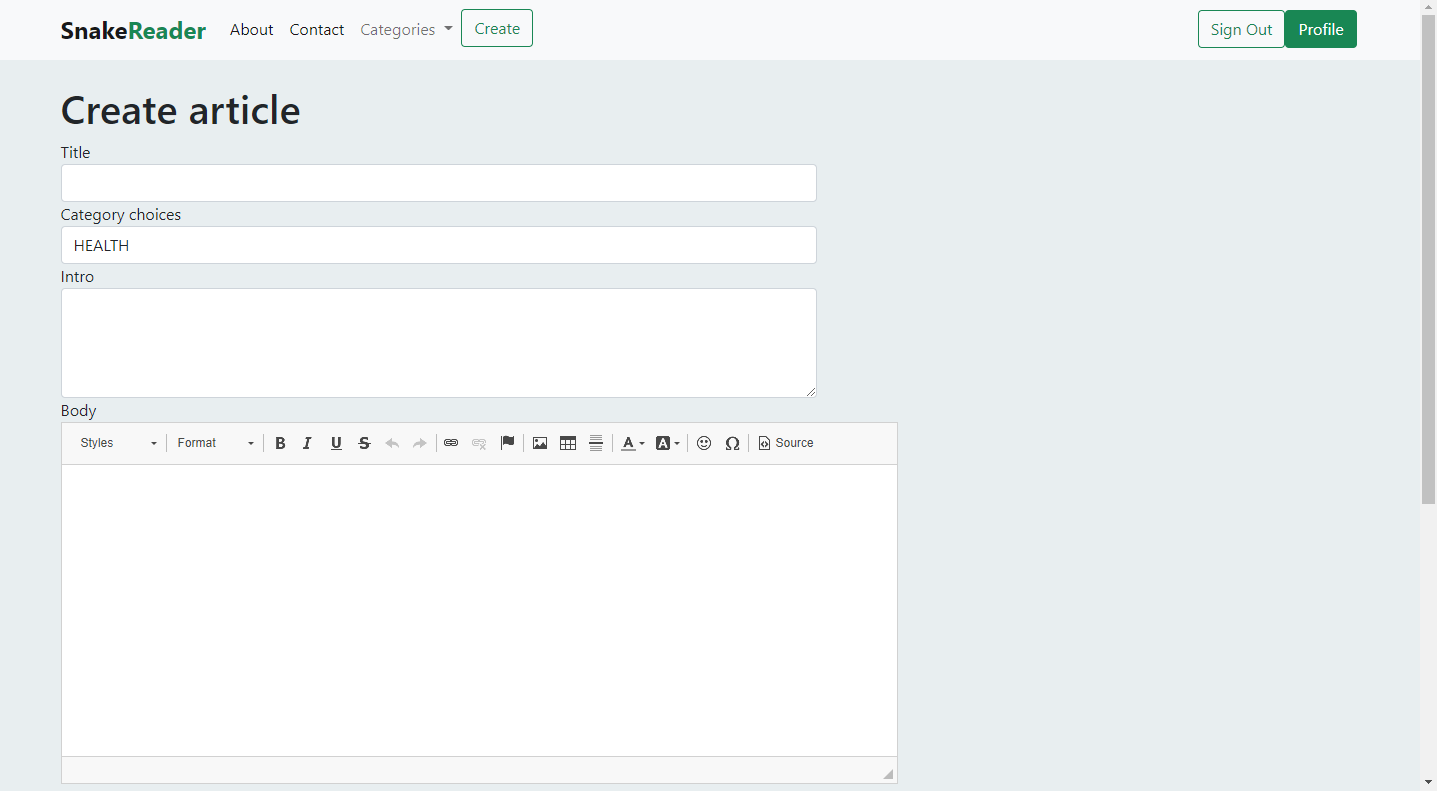 SnakeReader About Contact Categories Create Sign Out Profile
Create article
Title
Category choices
HEALTH
Intro
Body
Styles Format B I U S A A Ω Source